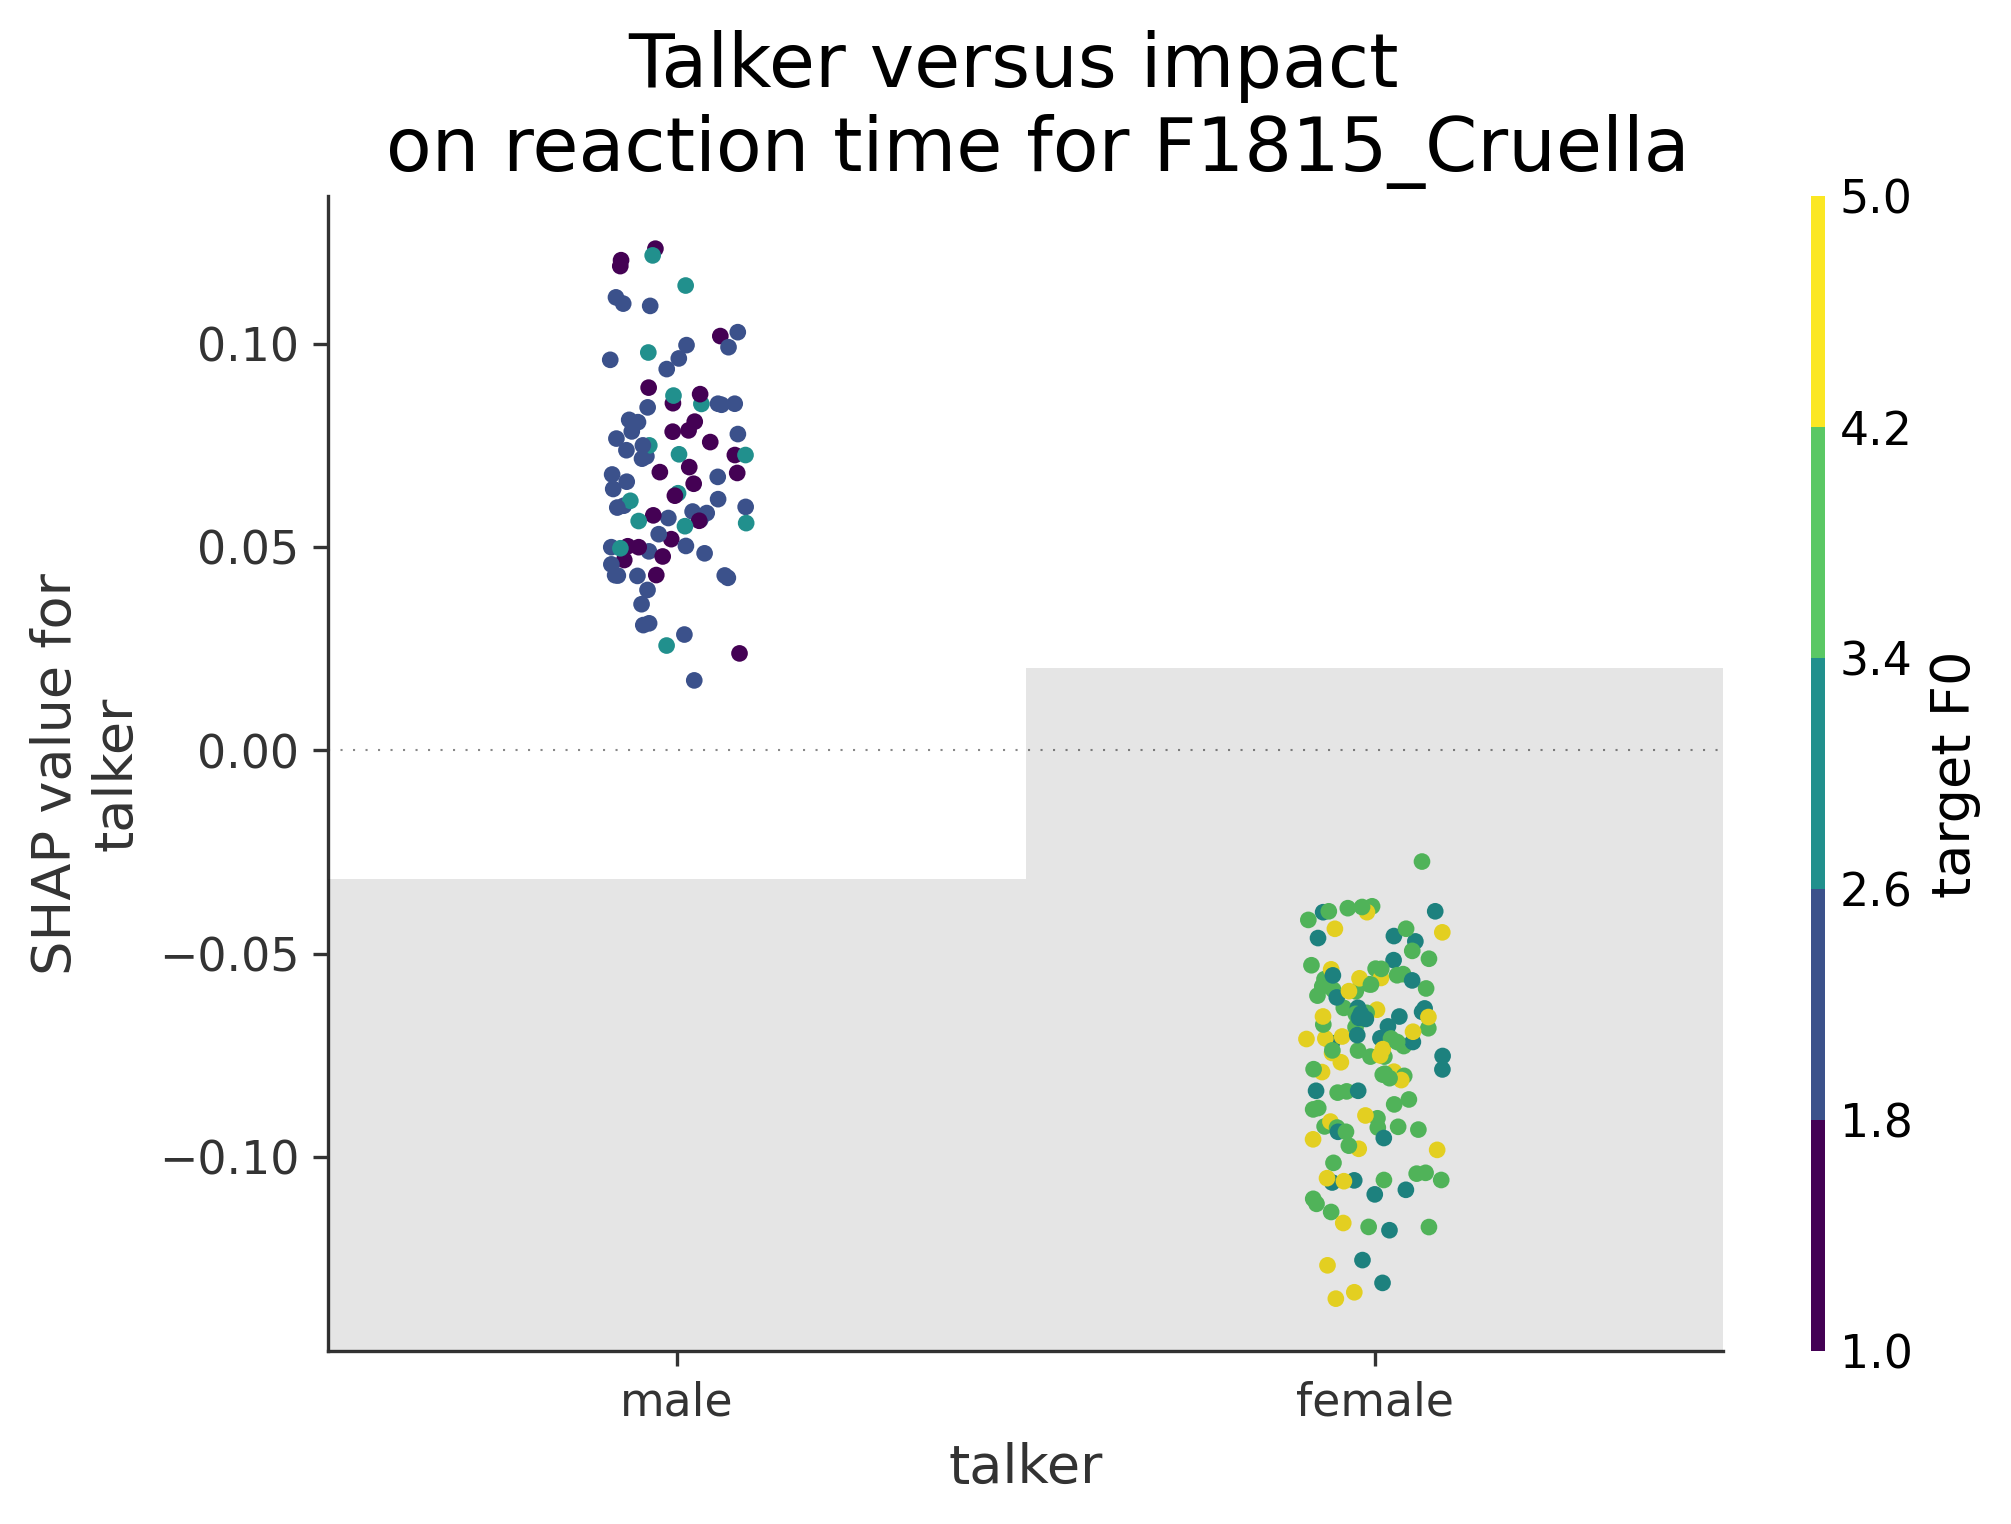 Talker versus impact
on reaction time for F1815_Cruella
5.0
4.2
3.4
2.6
1.8
1.0
target F0
0.10
0.05
0.00
−0.05
−0.10
SHAP value for
talker
male
female
talker